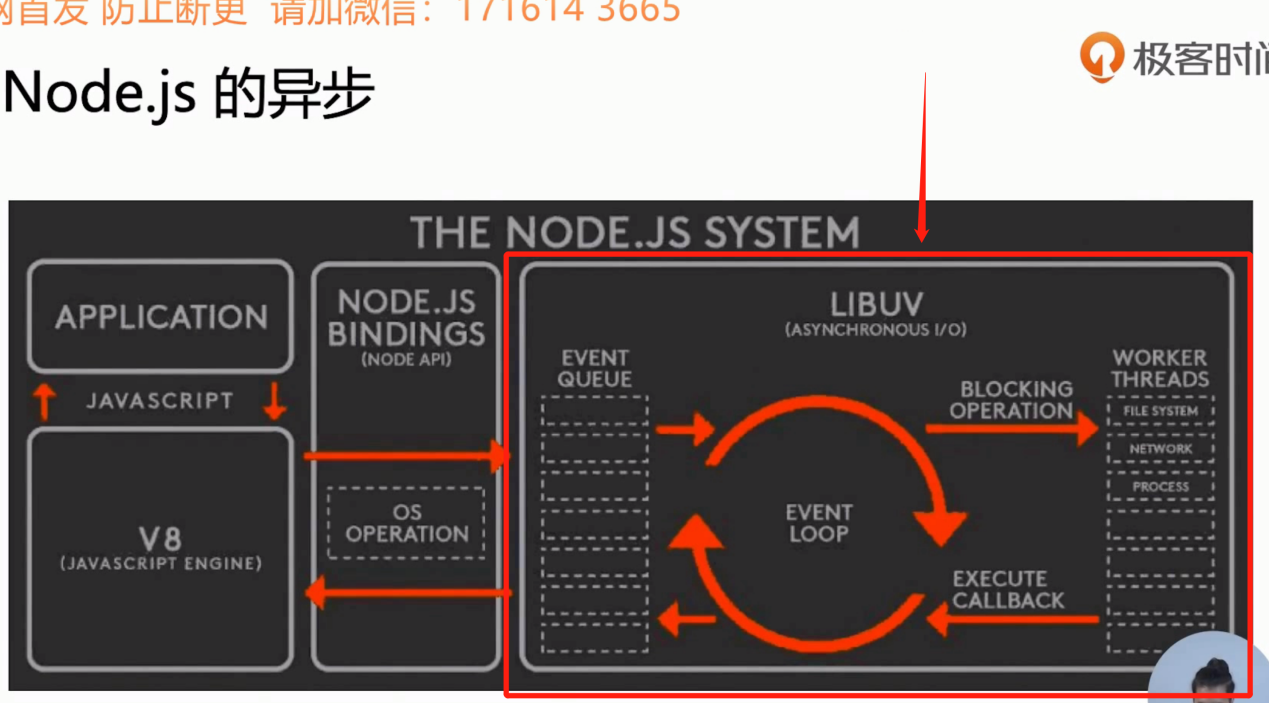 首发 防止断更 请加微信：171614 3665
极客时间
Node.js 的异步
THE NODE.JS SYSTEM
APPLICATION
JAVASCRIPT
V8
(JAVASCRIPT ENGINE)
NODE.JS
BINDINGS
(NODE API)
OS
OPERATION
LIBUV
(ASYNCHRONOUS I/O)
EVENT
QUEUE
EVENT
LOOP
BLOCKING
OPERATION
EXECUTE
CALLBACK
WORKER
THREADS
FILE SYSTEM
NETWORK
PROCESS